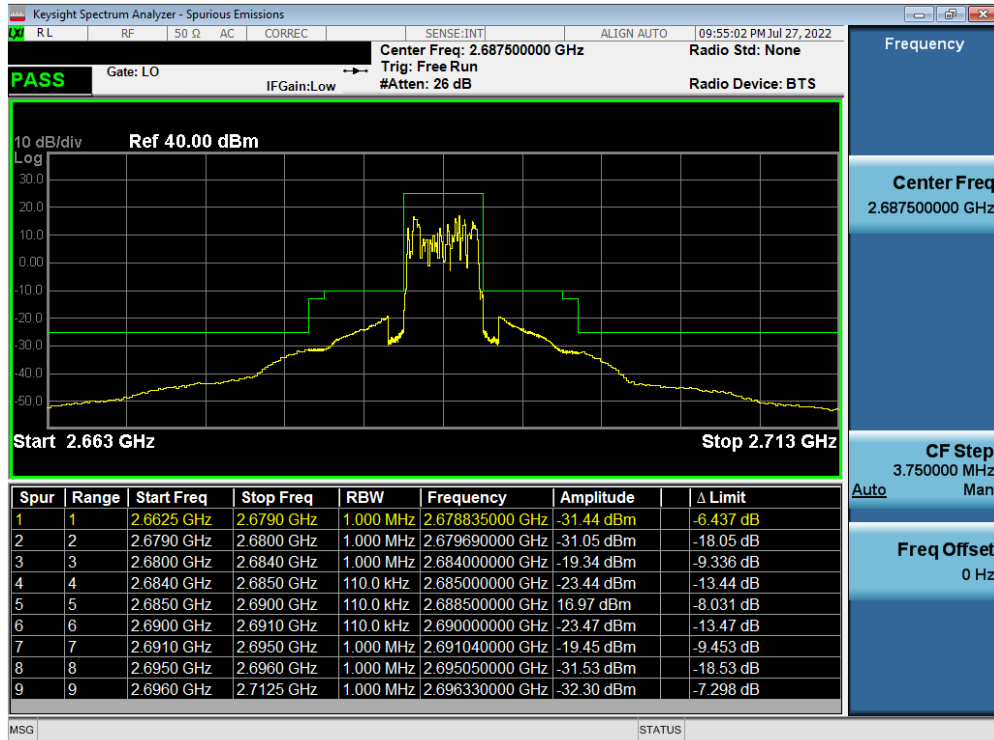 Keysight Spectrum Analyzer - Spurious Emissions
LXI RL RF 50 Ω AC CORREC SENSE:INT ALIGN AUTO 09:55:02 PM Jul 27, 2022
Center Freq: 2.687500000 GHz Radio Std: None
Trig: Free Run
PASS Gate: LO IFGain:Low #Atten: 26 dB Radio Device: BTS
10 dB/div Ref 40.00 dBm
Log
30.0
20.0
10.0
0.00
-10.0
-20.0
-30.0
-40.0
-50.0
Start 2.663 GHz Stop 2.713 GHz
Spur Range Start Freq Stop Freq RBW Frequency Amplitude Δ Limit
1 1 2.6625 GHz 2.6790 GHz 1.000 MHz 2.678835000 GHz -31.44 dBm -6.437 dB
2 2 2.6790 GHz 2.6800 GHz 1.000 MHz 2.679690000 GHz -31.05 dBm -18.05 dB
3 3 2.6800 GHz 2.6840 GHz 1.000 MHz 2.684000000 GHz -19.34 dBm -9.336 dB
4 4 2.6840 GHz 2.6850 GHz 110.0 kHz 2.685000000 GHz -23.44 dBm -13.44 dB
5 5 2.6850 GHz 2.6900 GHz 110.0 kHz 2.688500000 GHz 16.97 dBm -8.031 dB
6 6 2.6900 GHz 2.6910 GHz 110.0 kHz 2.690000000 GHz -23.47 dBm -13.47 dB
7 7 2.6910 GHz 2.6950 GHz 1.000 MHz 2.691040000 GHz -19.45 dBm -9.453 dB
8 8 2.6950 GHz 2.6960 GHz 1.000 MHz 2.695050000 GHz -31.53 dBm -18.53 dB
9 9 2.6960 GHz 2.7125 GHz 1.000 MHz 2.696330000 GHz -32.30 dBm -7.298 dB
MSG STATUS
Frequency
Center Freq
2.687500000 GHz
CF Step
3.750000 MHz
Auto Man
Freq Offset
0 Hz